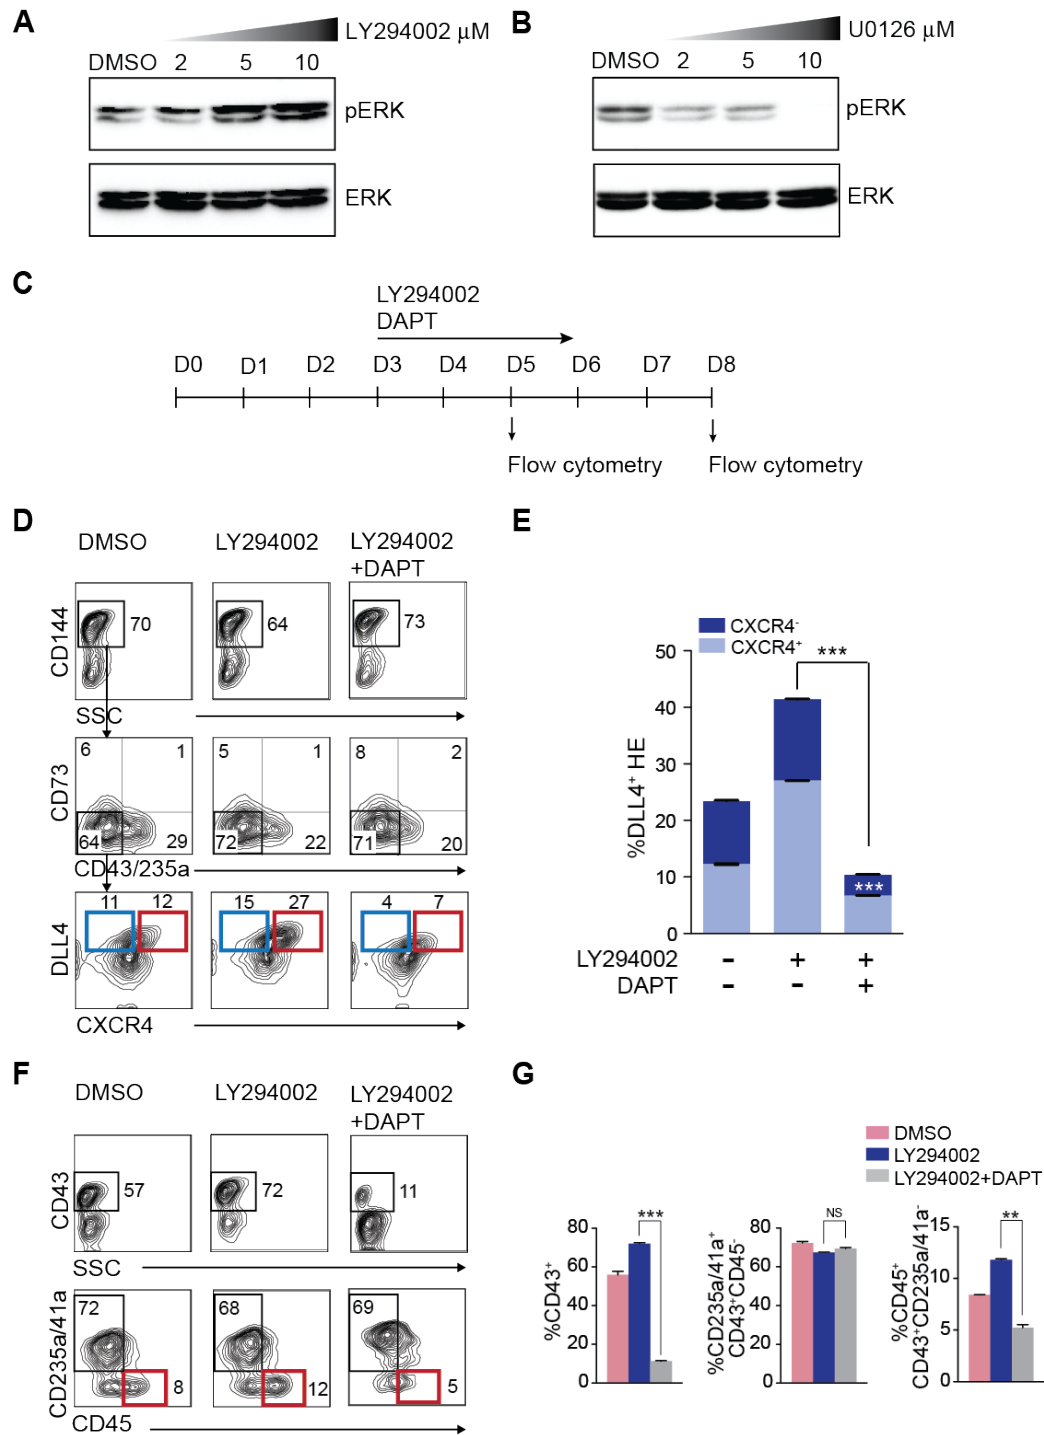 A
LY294002 μM
DMSO 2 5 10
pERK
ERK
B
U0126 μM
DMSO 2 5 10
pERK
ERK
C
LY294002
DAPT
D0 D1 D2 D3 D4 D5 D6 D7 D8
Flow cytometry Flow cytometry
D
DMSO LY294002 LY294002
+DAPT
CD144
70 64 73
SSC
CD73
6 1 5 1 8 2
64 29 72 22 71 20
CD43/235a
11 12 15 27 4 7
DLL4
CXCR4
E
CXCR4-
CXCR4+
50
40
30
20
10
0
%DLL4+ HE
***
***
LY294002 - + +
DAPT - - +
F
DMSO LY294002 LY294002
+DAPT
CD43
57 72 11
SSC
CD235a/41a
72 68 69
8 12 5
CD45
G
DMSO
LY294002
LY294002+DAPT
%CD43+
80
60
40
20
0
***
%CD235a/41a+
CD43+CD45-
80
60
40
20
0
NS
%CD45+
CD43+CD235a/41a-
15
10
5
0
**